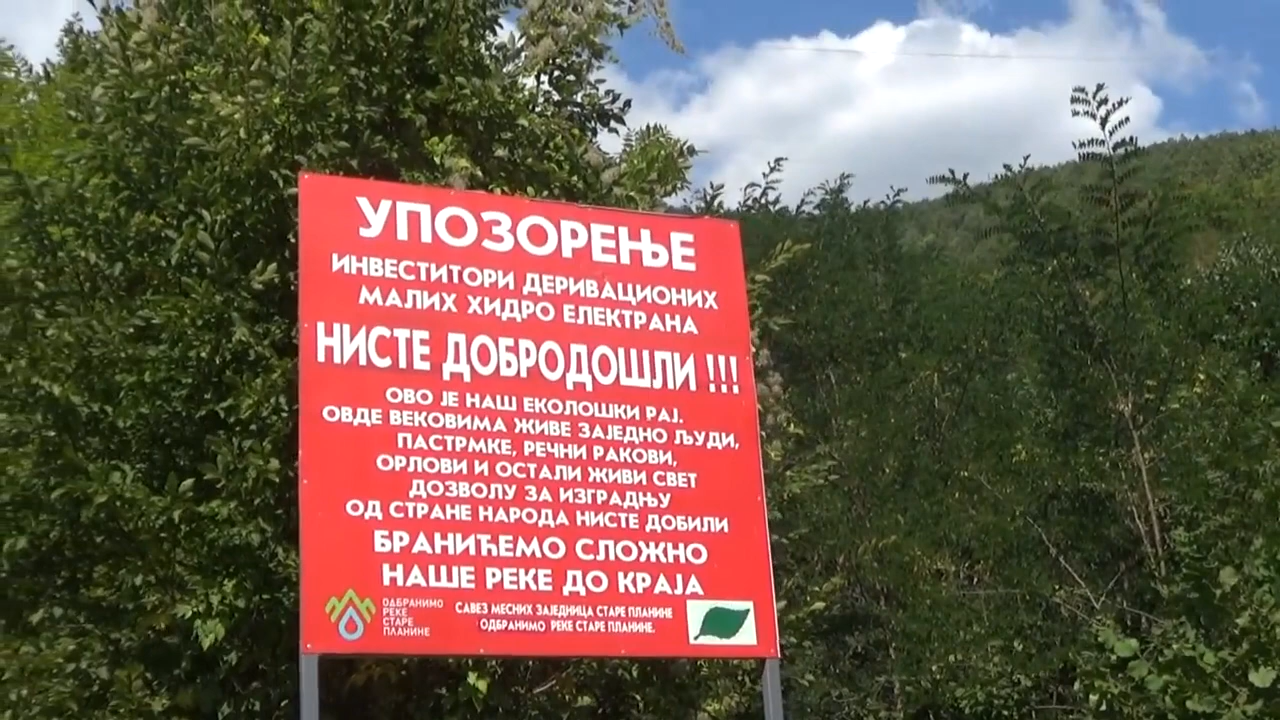 УПОЗОРЕЊЕ
ИНВЕСТИТОРИ ДЕРИВАЦИОНИХ
МАЛИХ ХИДРО ЕЛЕКТРАНА
НИСТЕ ДОБРОДОШЛИ !!!
ОВО ЈЕ НАШ ЕКОЛОШКИ РАЈ.
ОВДЕ ВЕКОВИМА ЖИВЕ ЗАЈЕДНО ЉУДИ,
ПАСТРМКЕ, РЕЧНИ РАКОВИ,
ОРЛОВИ И ОСТАЛИ ЖИВИ СВЕТ
ДОЗВОЛУ ЗА ИЗГРАДЊУ
ОД СТРАНЕ НАРОДА НИСТЕ ДОБИЛИ
БРАНИЋЕМО СЛОЖНО
НАШЕ РЕКЕ ДО КРАЈА
ОДБРАНИМО
РЕКЕ
СТАРЕ
ПЛАНИНЕ
САВЕЗ МЕСНИХ ЗАЈЕДНИЦА СТАРЕ ПЛАНИНЕ
ОДБРАНИМО РЕКЕ СТАРЕ ПЛАНИНЕ.